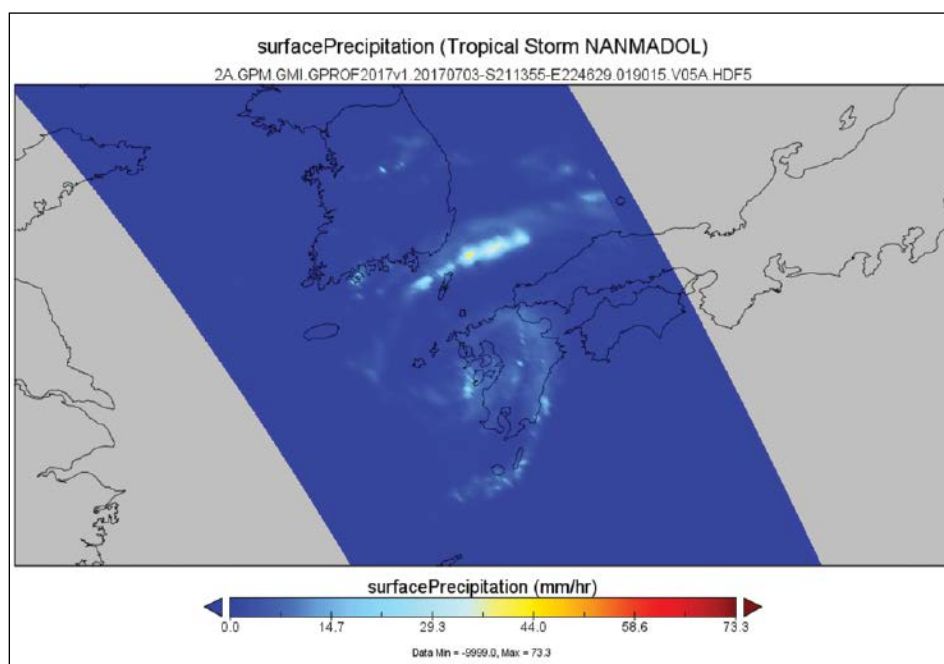 surfacePrecipitation (Tropical Storm NANMADOL)
2A.GPM.GMI.GPROF2017v1.20170703-S211355-E224629.019015.V05A.HDF5
surfacePrecipitation (mm/hr)
0.0 14.7 29.3 44.0 58.6 73.3
Data Min = -9999.0, Max = 73.3